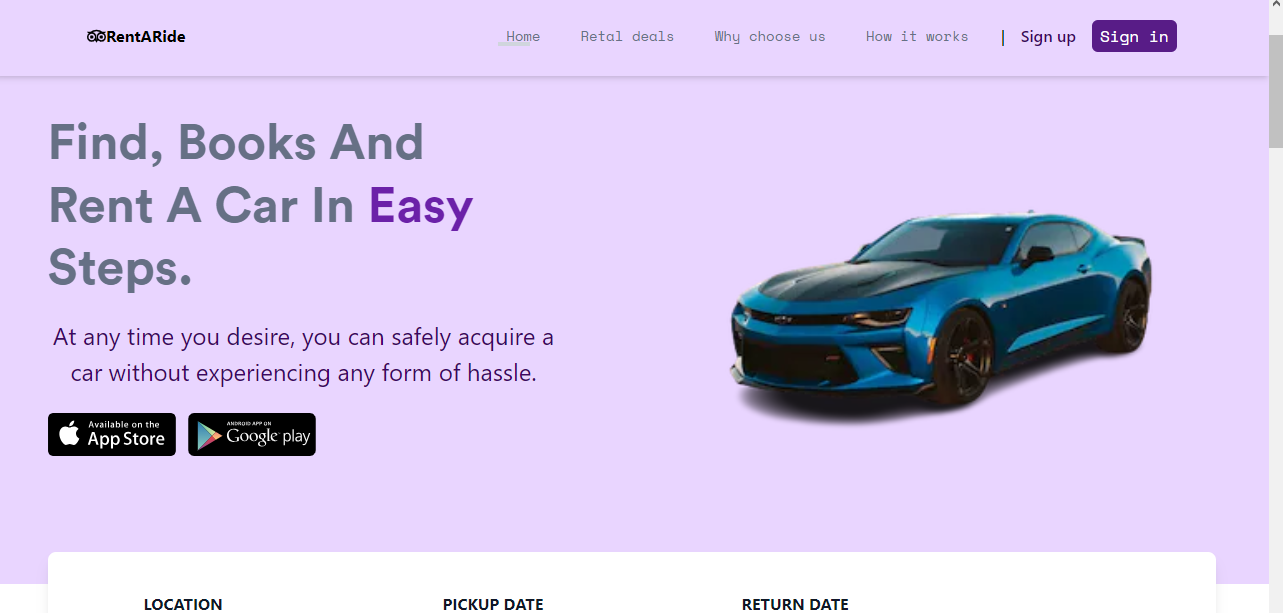 RentARide
Home
Retal deals
Why choose us
How it works
|
Sign up
Sign in
Find, Books And
Rent A Car In Easy
Steps.
At any time you desire, you can safely acquire a
car without experiencing any form of hassle.
Available on the
App Store
ANDROID APP ON
Google play
LOCATION
PICKUP DATE
RETURN DATE